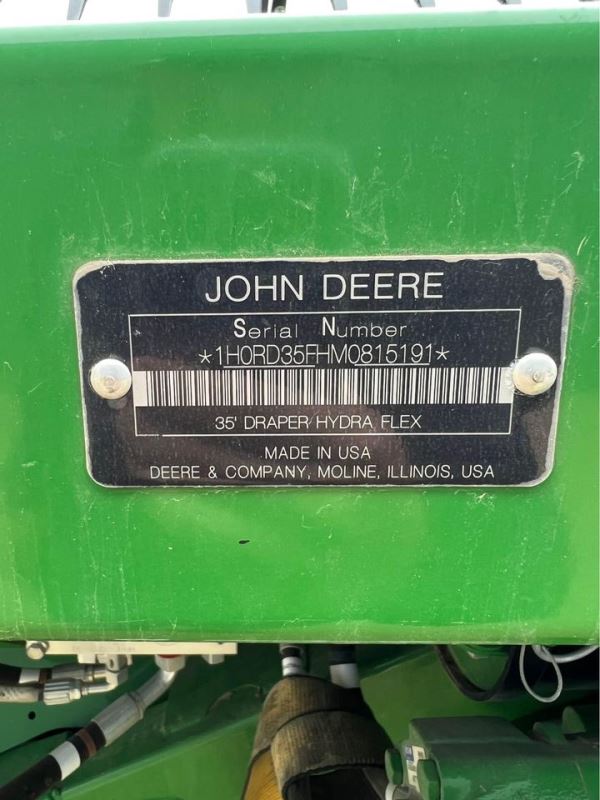 JOHN DEERE
Serial Number
*1H0RD35FHM0815191*
35' DRAPER/HYDRA FLEX
MADE IN USA
DEERE & COMPANY, MOLINE, ILLINOIS, USA